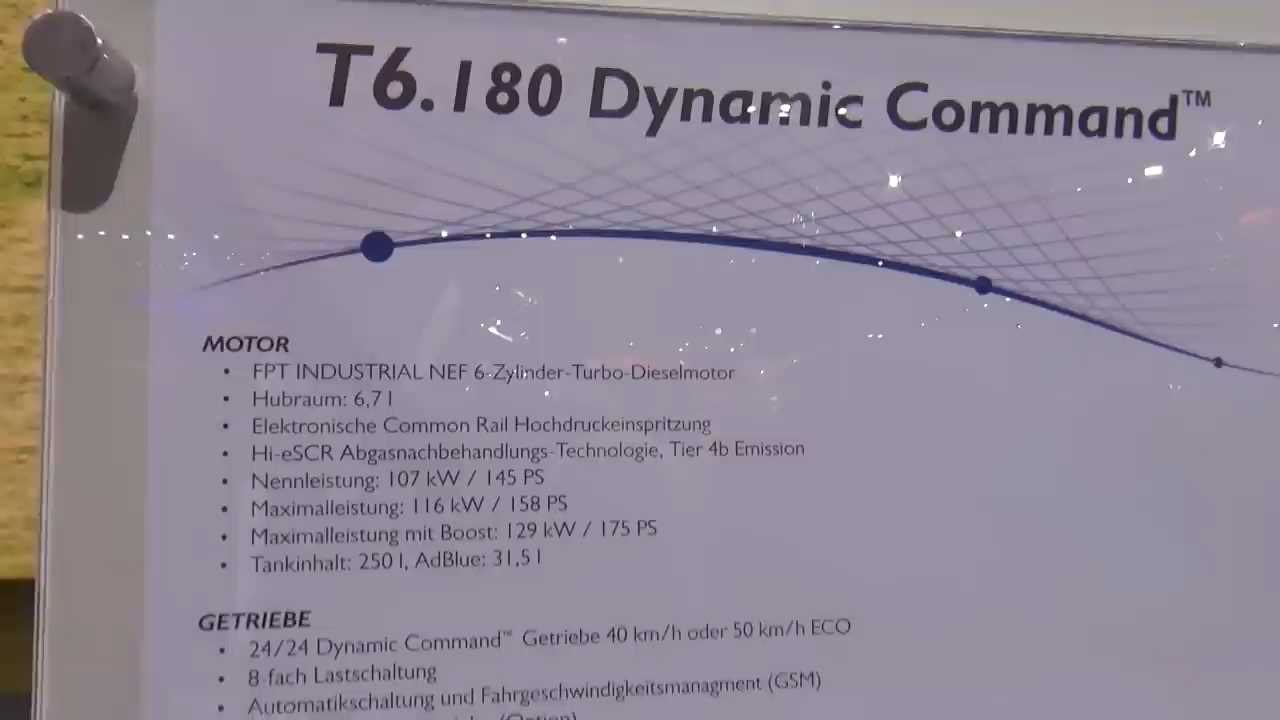 T6.180 Dynamic Command™
MOTOR
• FPT INDUSTRIAL NEF 6-Zylinder-Turbo-Dieselmotor
• Hubraum: 6,7 l
• Elektronische Common Rail Hochdruckeinspritzung
• Hi-eSCR Abgasnachbehandlungs-Technologie, Tier 4b Emission
• Nennleistung: 107 kW / 145 PS
• Maximalleistung: 116 kW / 158 PS
• Maximalleistung mit Boost: 129 kW / 175 PS
• Tankinhalt: 250 l, AdBlue: 31,5 l
GETRIEBE
• 24/24 Dynamic Command™ Getriebe 40 km/h oder 50 km/h ECO
• 8-fach Lastschaltung
• Automatikschaltung und Fahrgeschwindigkeitsmanagment (GSM)
(Option)